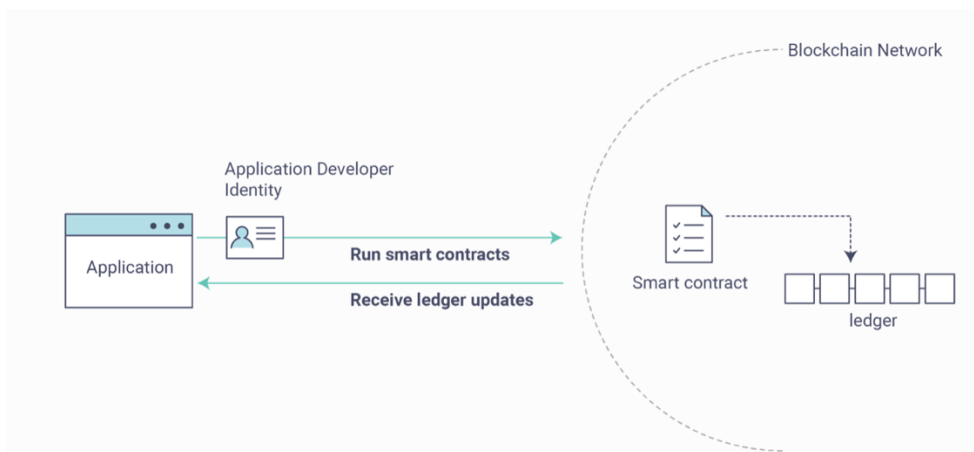 Blockchain Network
Application Developer
Identity
Application
Run smart contracts
Receive ledger updates
Smart contract
ledger